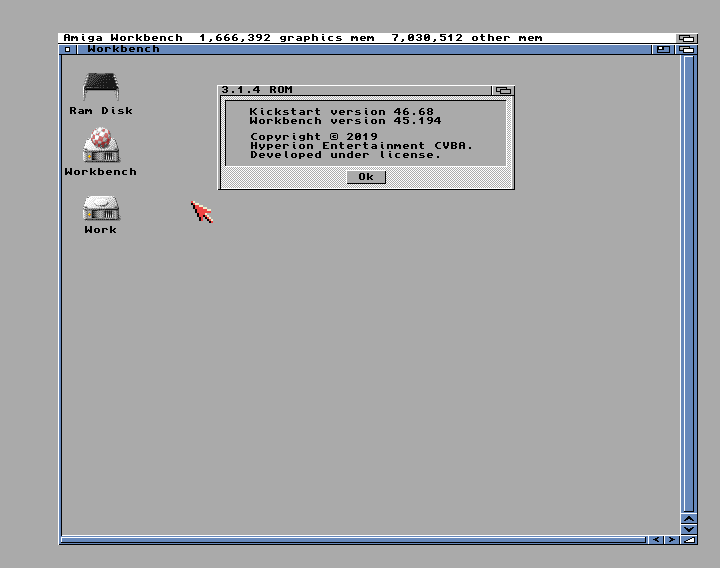 Amiga Workbench  1,666,392 graphics mem  7,030,512 other mem
Workbench
Ram Disk
Workbench
Work
3.1.4 ROM
Kickstart version 46.68
Workbench version 45.194
Copyright © 2019
Hyperion Entertainment CVBA.
Developed under license.
Ok